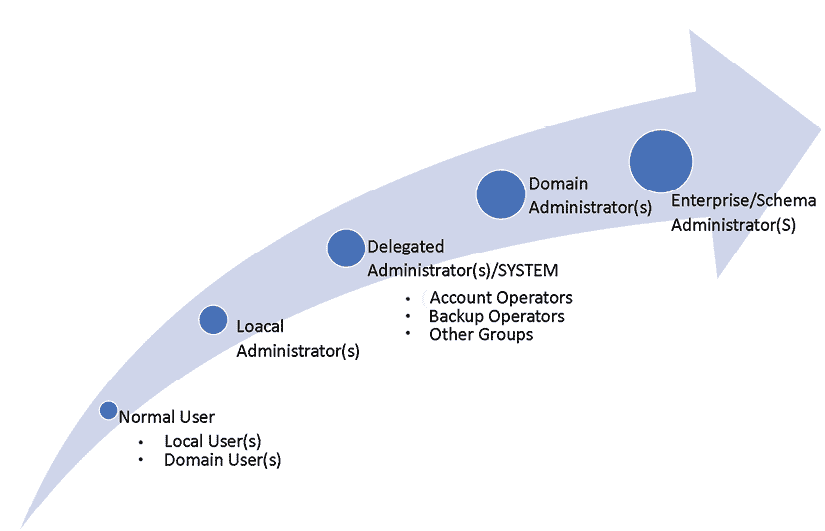 Normal User
• Local User(s)
• Domain User(s)
Loacal
Administrator(s)
Delegated
Administrator(s)/SYSTEM
• Account Operators
• Backup Operators
• Other Groups
Domain
Administrator(s)
Enterprise/Schema
Administrator(S)